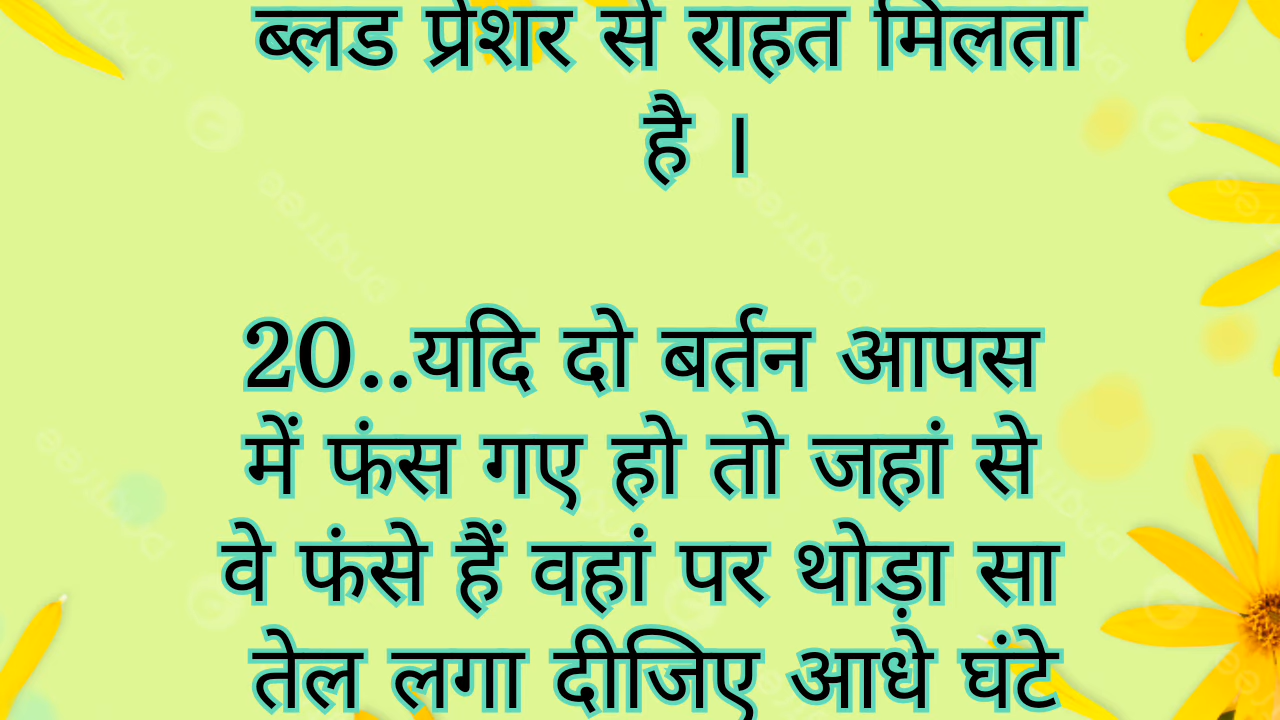 ब्लड प्रेशर से राहत मिलता
है ।
20..यदि दो बर्तन आपस
में फंस गए हो तो जहां से
वे फंसे हैं वहां पर थोड़ा सा
तेल लगा दीजिए आधे घंटे